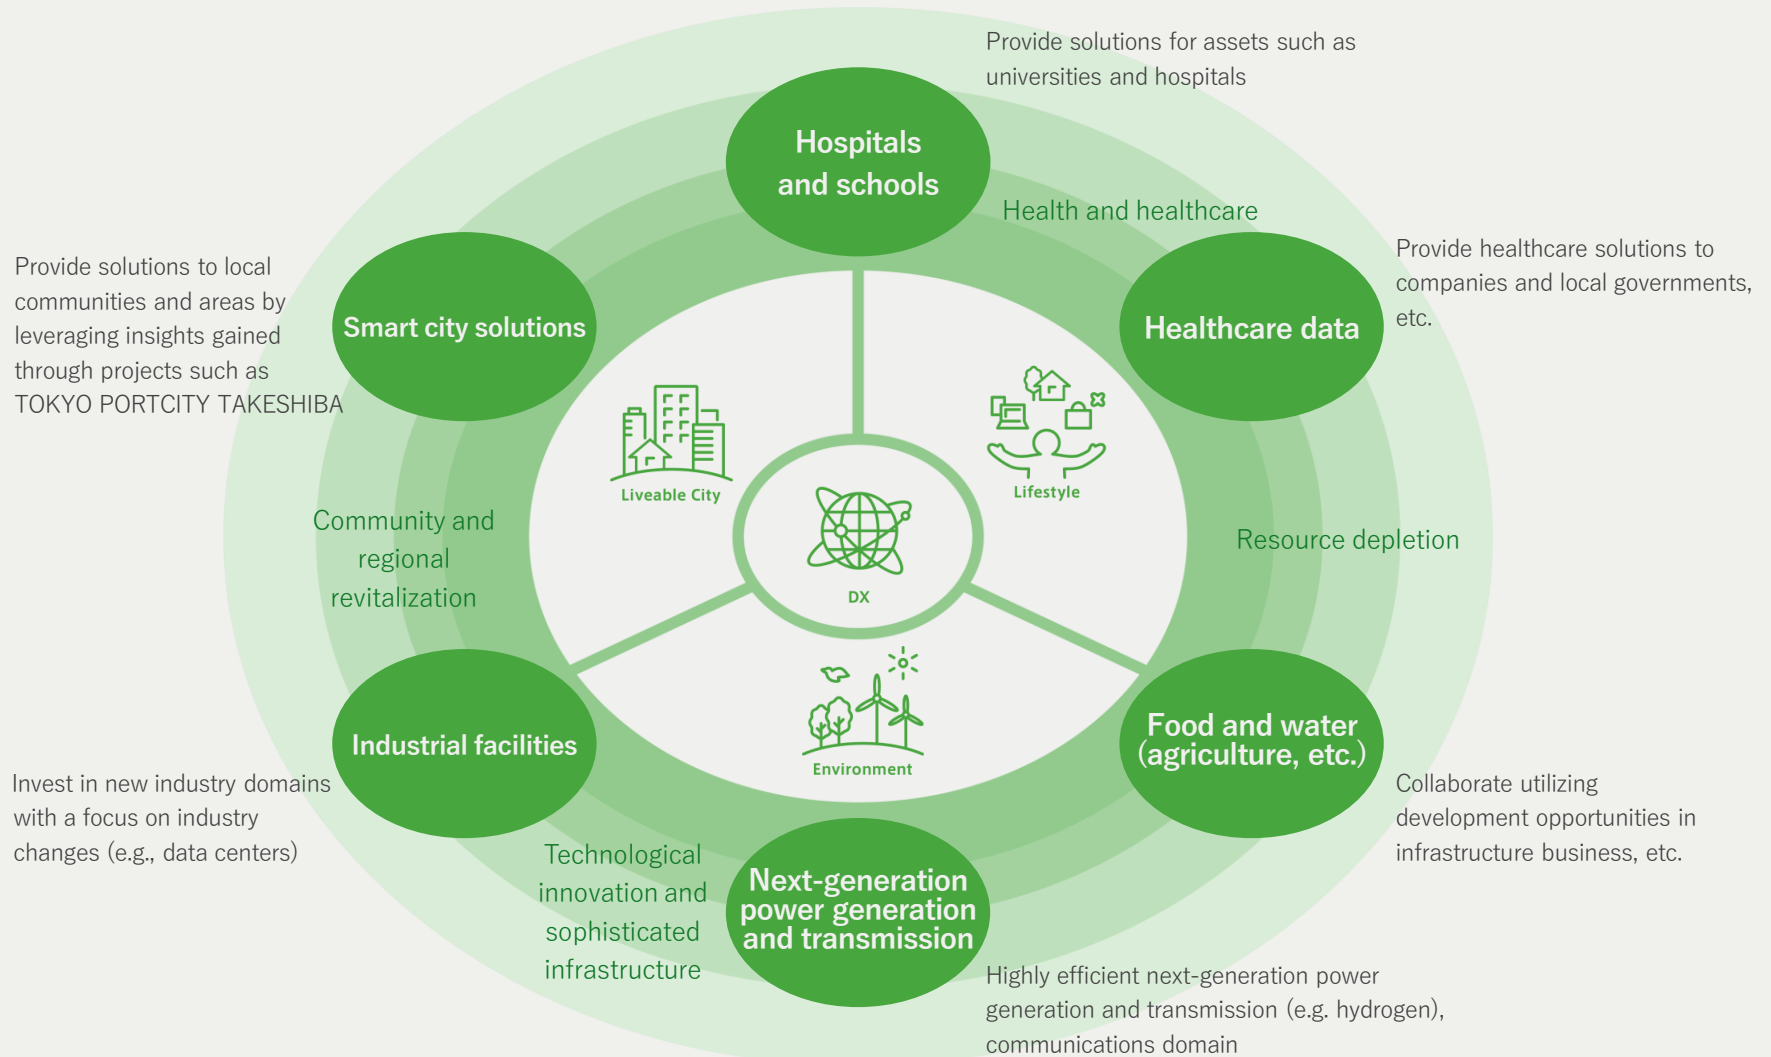 Provide solutions for assets such as
universities and hospitals
Hospitals
and schools
Health and healthcare
Provide solutions to local
communities and areas by
leveraging insights gained
through projects such as
TOKYO PORTCITY TAKESHIBA
Smart city solutions
Healthcare data
Provide healthcare solutions to
companies and local governments,
etc.
Liveable City
Lifestyle
Community and
regional
revitalization
DX
Resource depletion
Environment
Industrial facilities
Invest in new industry domains
with a focus on industry
changes (e.g., data centers)
Food and water
(agriculture, etc.)
Collaborate utilizing
development opportunities in
infrastructure business, etc.
Technological
innovation and
sophisticated
infrastructure
Next-generation
power generation
and transmission
Highly efficient next-generation power
generation and transmission (e.g. hydrogen),
communications domain